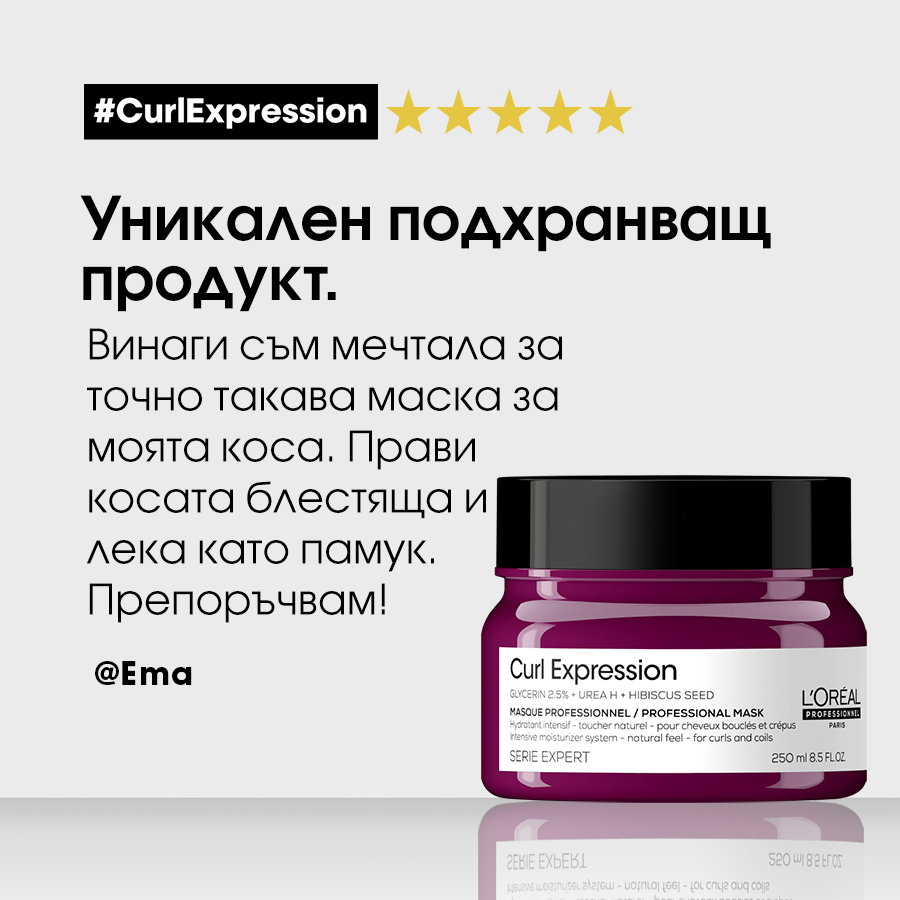 #CurlExpression
Уникален подхранващ
продукт.
Винаги съм мечтала за
точно такава маска за
моята коса. Прави
косата блестяща и
лека като памук.
Препоръчвам!
@Ema
Curl Expression
GLYCERIN 2.5% + UREA H + HIBISCUS SEED
MASQUE PROFESSIONNEL / PROFESSIONAL MASK
Hydratant intensif - toucher naturel - pour cheveux bouclés et crépus
Intensive moisturizer system - natural feel - for curls and coils
SERIE EXPERT
L'ORÉAL
PROFESSIONNEL
PARIS
250 ml 8.5 FL.OZ.